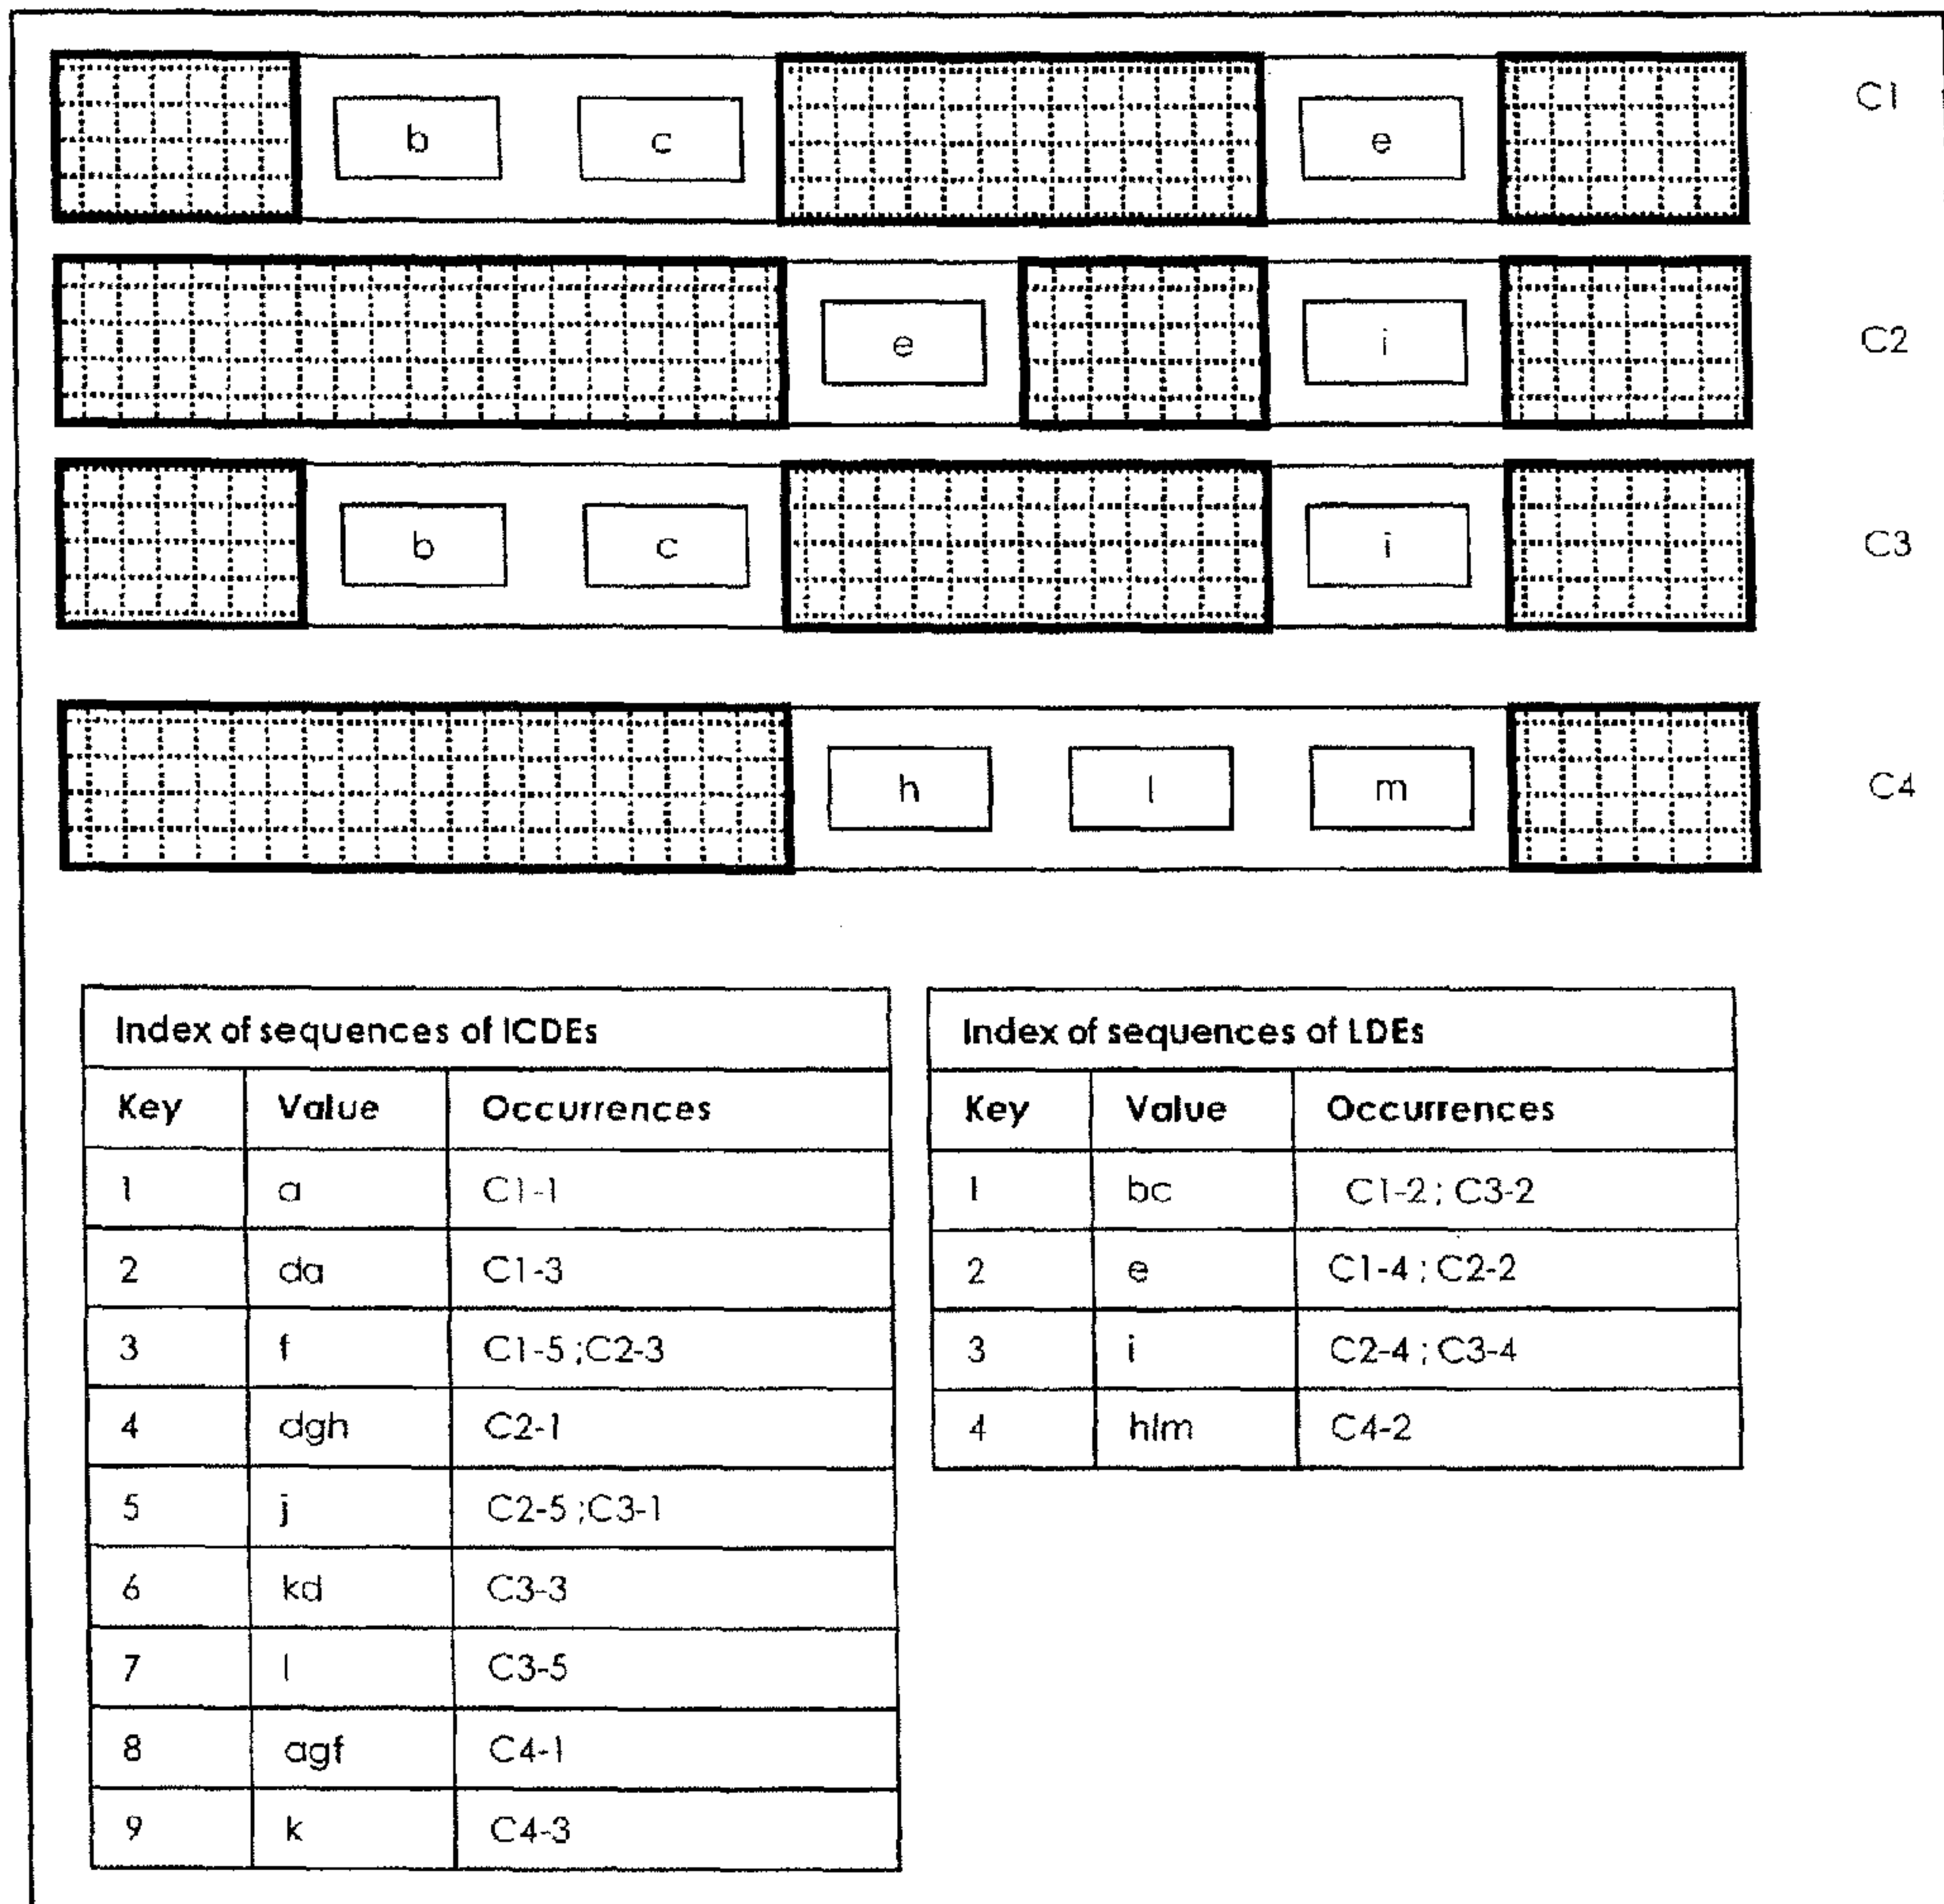 b c e C1
e i C2
b c i C3
h l m C4
Index of sequences of ICDEs
Key Value Occurrences
1 a C1-1
2 da C1-3
3 f C1-5 ;C2-3
4 dgh C2-1
5 j C2-5 ;C3-1
6 kd C3-3
7 l C3-5
8 agf C4-1
9 k C4-3
Index of sequences of LDEs
Key Value Occurrences
1 bc C1-2 ; C3-2
2 e C1-4 ; C2-2
3 i C2-4 ; C3-4
4 hlm C4-2